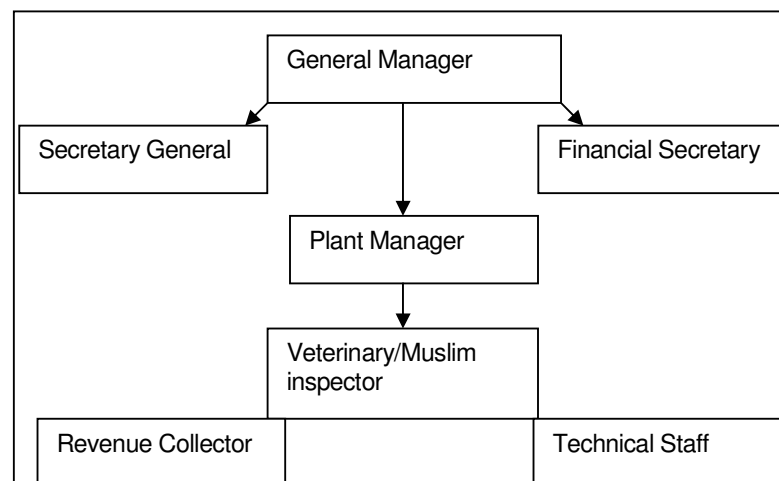 General Manager
Secretary General
Financial Secretary
Plant Manager
Veterinary/Muslim
inspector
Revenue Collector
Technical Staff